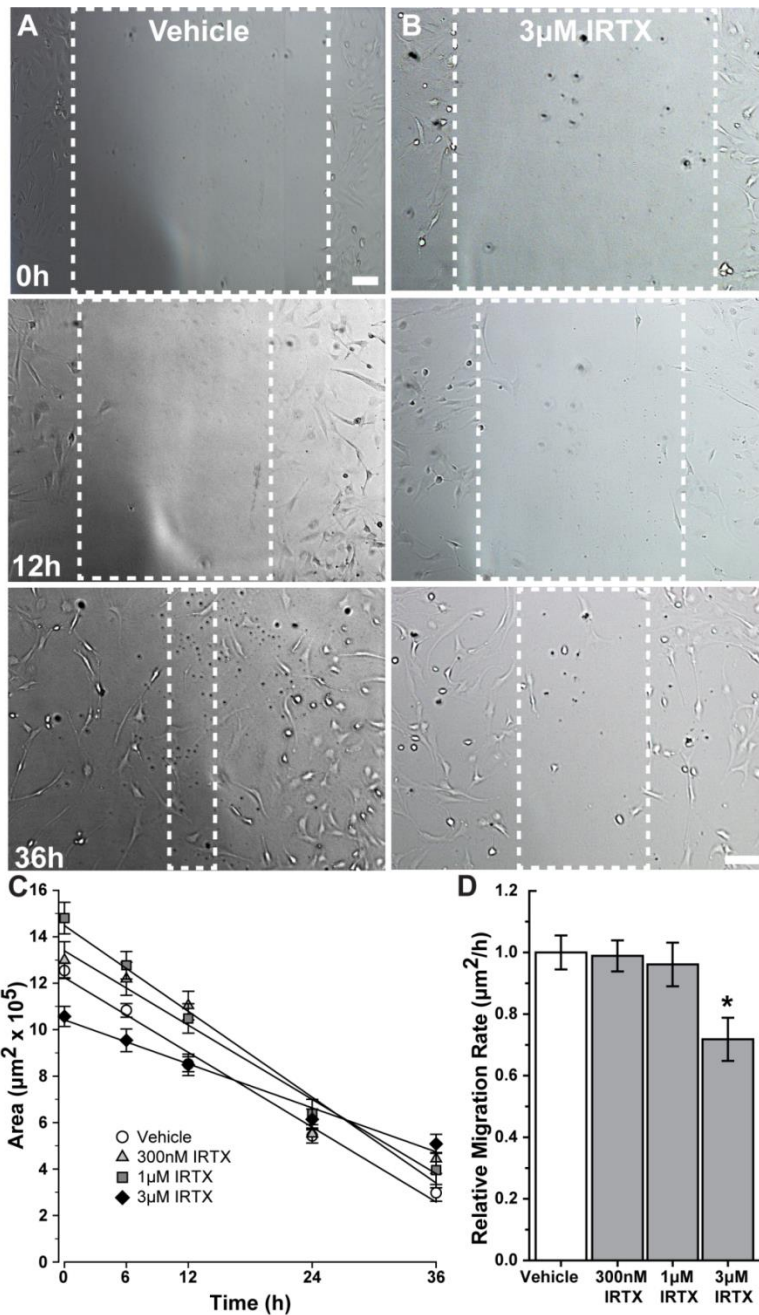 A
Vehicle
B
3µM IRTX
0h
12h
36h
C
16
14
12
10
8
6
4
2
0
Area (µm² x 10⁵)
Vehicle
300nM IRTX
1µM IRTX
3µM IRTX
0
6
12
24
36
Time (h)
D
1.2
1.0
0.8
0.6
0.4
0.2
0.0
Relative Migration Rate (µm²/h)
*
Vehicle
300nM
IRTX
1µM
IRTX
3µM
IRTX